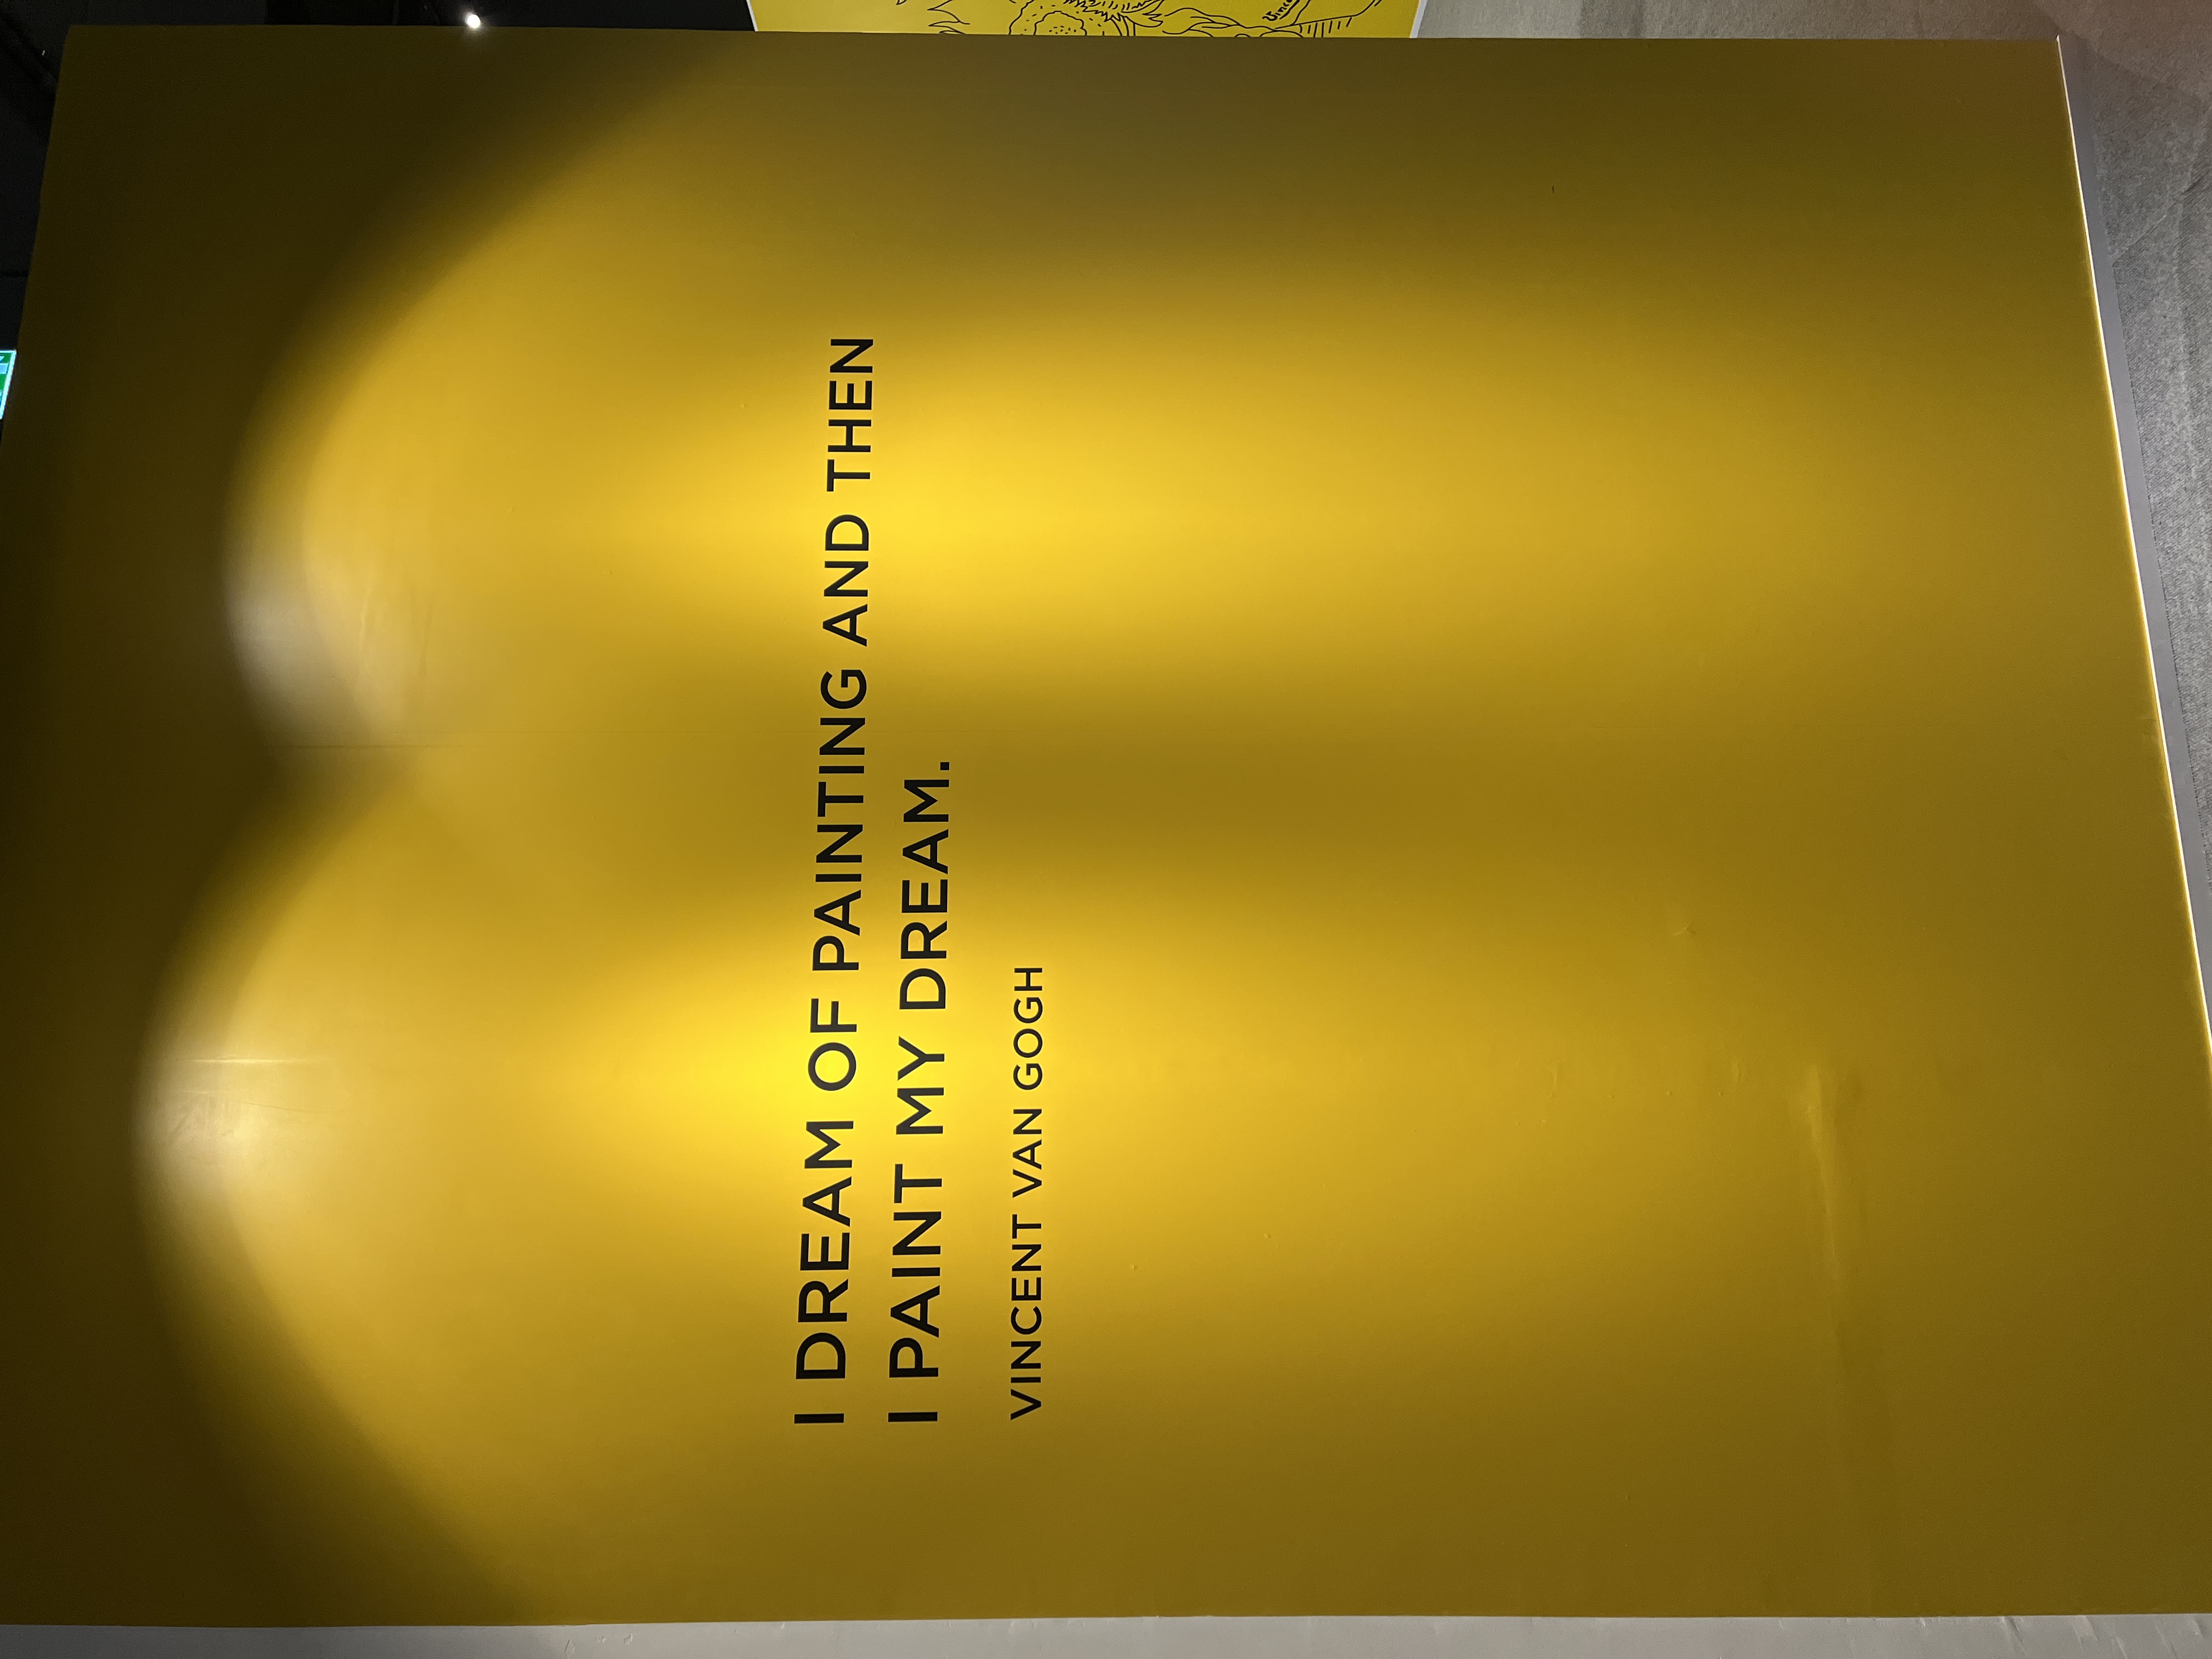 I DREAM OF PAINTING AND THEN
I PAINT MY DREAM.
VINCENT VAN GOGH